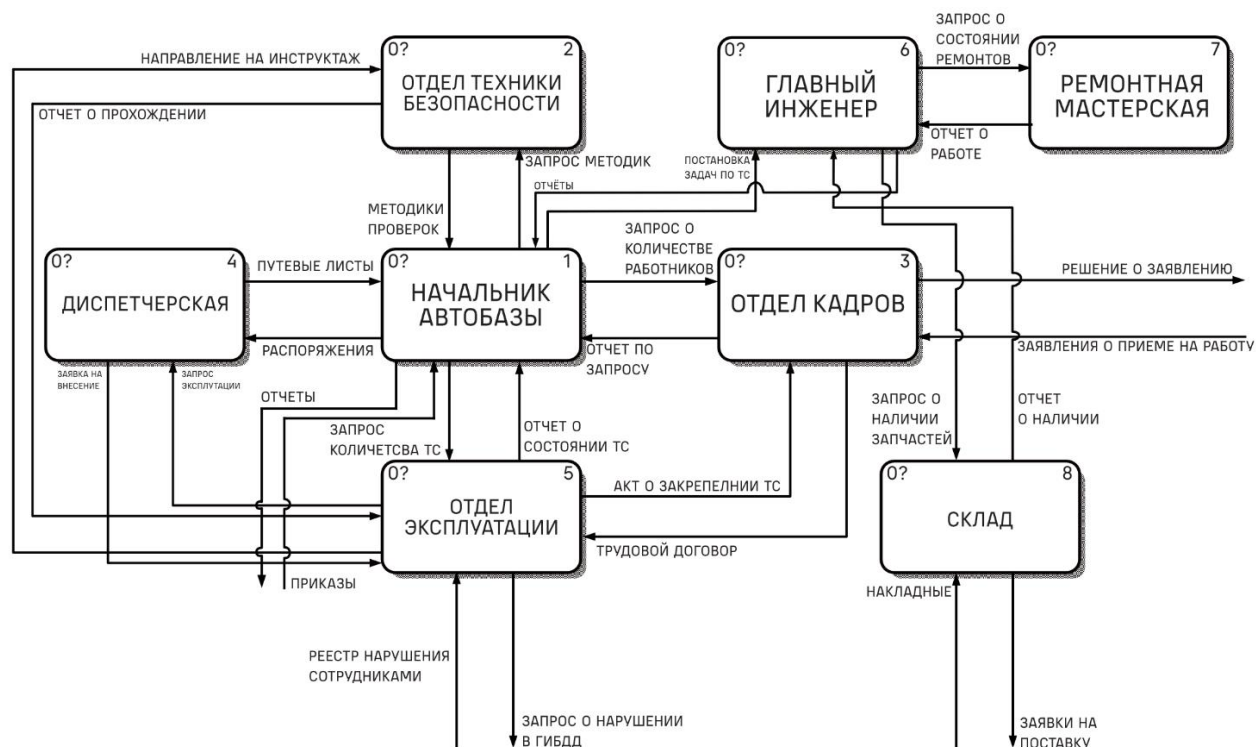 ЗАПРОС О
СОСТОЯНИИ
РЕМОНТОВ
0? 2
ОТДЕЛ ТЕХНИКИ
БЕЗОПАСНОСТИ
0? 6
ГЛАВНЫЙ
ИНЖЕНЕР
0? 7
РЕМОНТНАЯ
МАСТЕРСКАЯ
НАПРАВЛЕНИЕ НА ИНСТРУКТАЖ
ОТЧЕТ О ПРОХОЖДЕНИИ
ОТЧЕТ О
РАБОТЕ
ЗАПРОС МЕТОДИК
ПОСТАНОВКА
ЗАДАЧ ПО ТС
ОТЧЁТЫ
МЕТОДИКИ
ПРОВЕРОК
ЗАПРОС О
КОЛИЧЕСТВЕ
РАБОТНИКОВ
0? 4
ДИСПЕТЧЕРСКАЯ
ПУТЕВЫЕ ЛИСТЫ
0? 1
НАЧАЛЬНИК
АВТОБАЗЫ
0? 3
ОТДЕЛ КАДРОВ
РЕШЕНИЕ О ЗАЯВЛЕНИЮ
РАСПОРЯЖЕНИЯ
ОТЧЕТ ПО
ЗАПРОСУ
ЗАЯВЛЕНИЯ О ПРИЕМЕ НА РАБОТУ
ЗАЯВКА НА
ВНЕСЕНИЕ
ЗАПРОС
ЭКСПЛУТАЦИИ
ОТЧЕТЫ
ЗАПРОС
КОЛИЧЕТСВА ТС
ОТЧЕТ О
СОСТОЯНИИ ТС
ЗАПРОС О
НАЛИЧИИ
ЗАПЧАСТЕЙ
ОТЧЕТ
О НАЛИЧИИ
0? 5
ОТДЕЛ
ЭКСПЛУАТАЦИИ
АКТ О ЗАКРЕПЕЛНИИ ТС
0? 8
СКЛАД
ТРУДОВОЙ ДОГОВОР
ПРИКАЗЫ
НАКЛАДНЫЕ
РЕЕСТР НАРУШЕНИЯ
СОТРУДНИКАМИ
ЗАПРОС О НАРУШЕНИИ
В ГИБДД
ЗАЯВКИ НА
ПОСТАВКУ